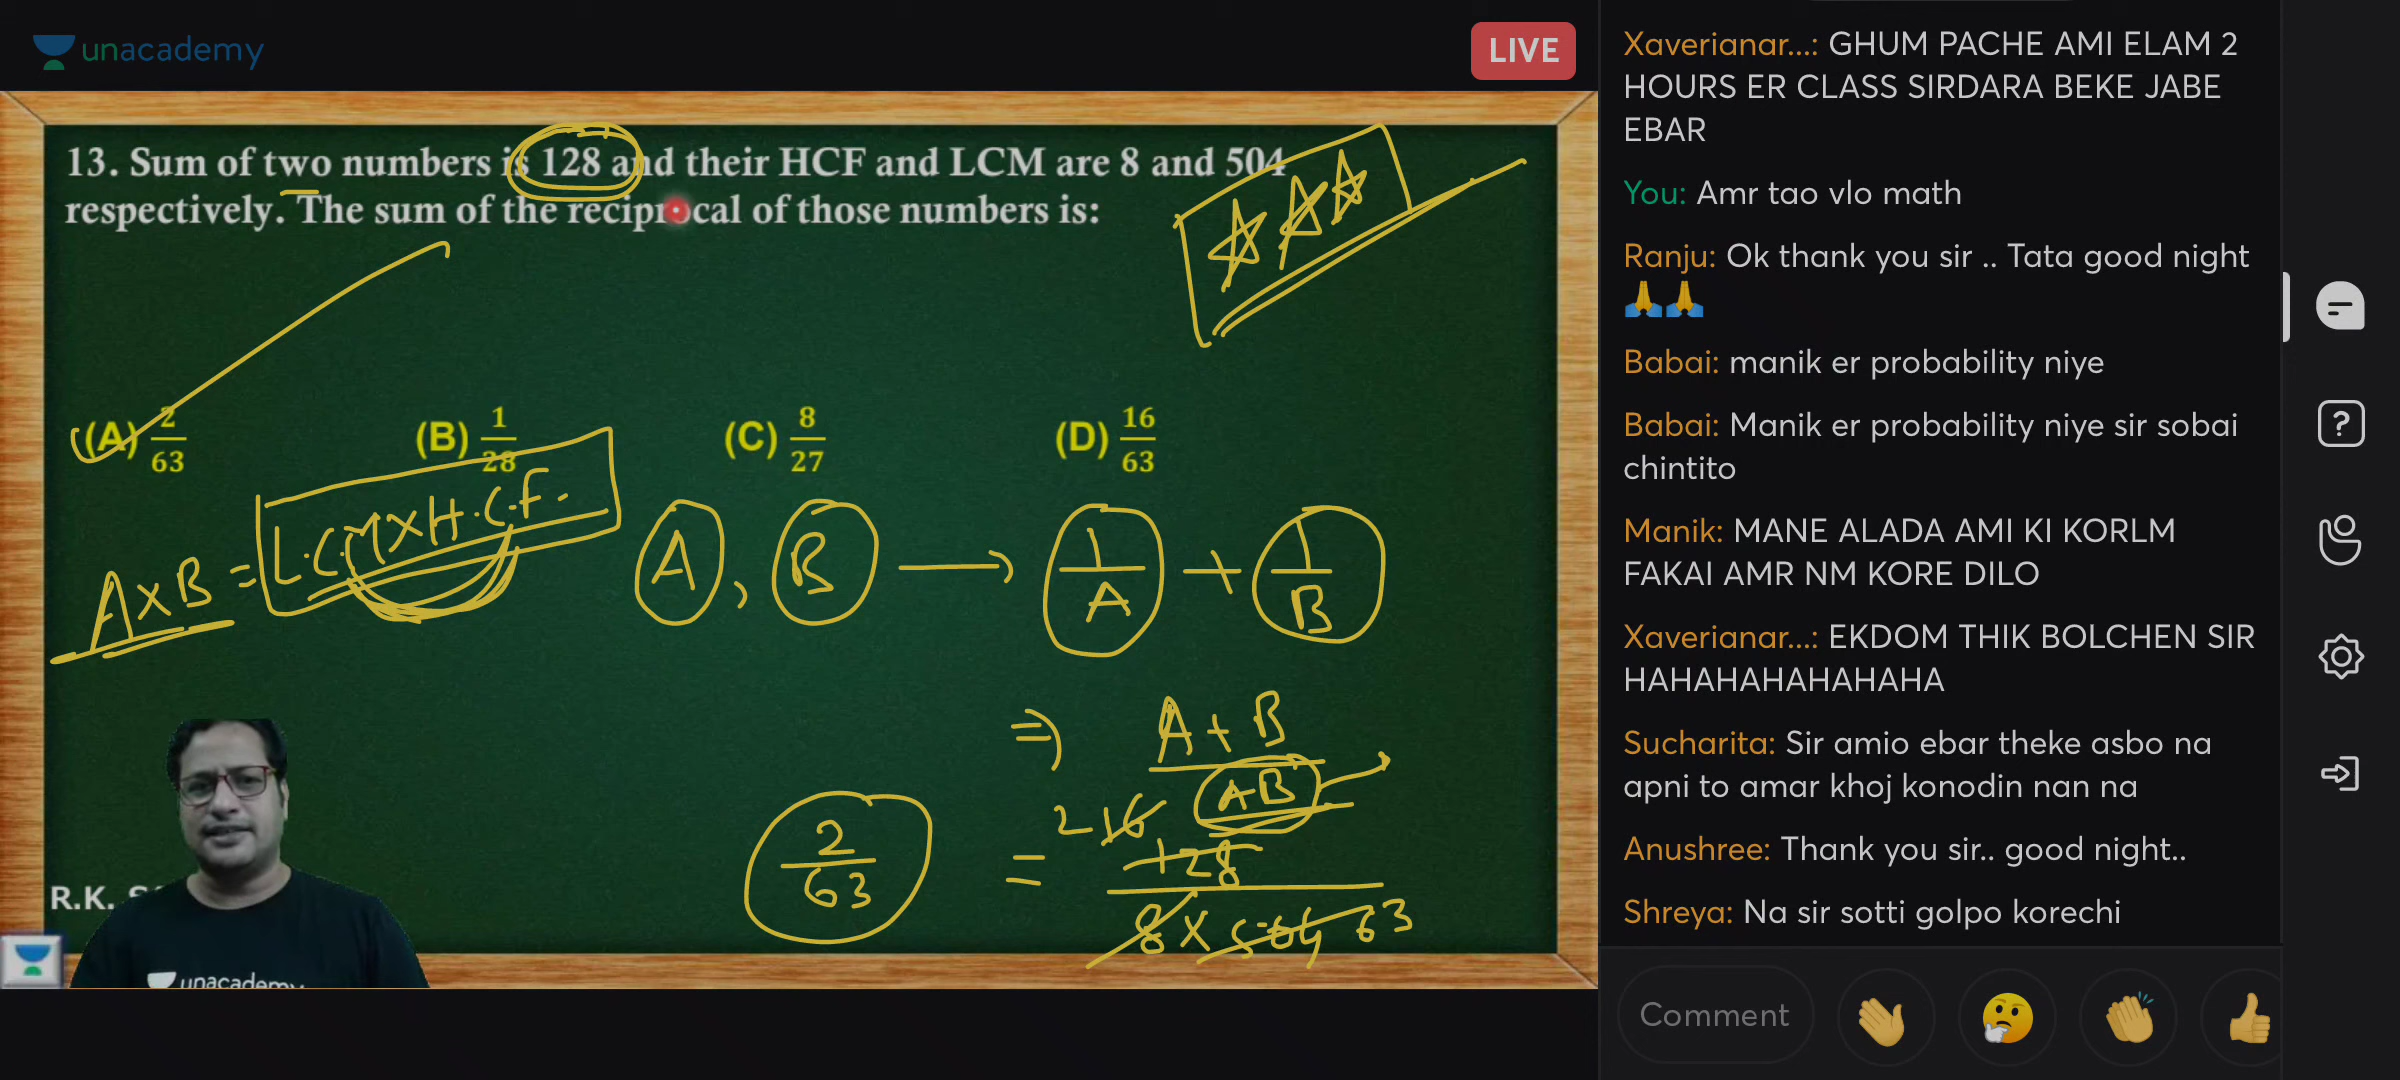 unacademy
LIVE
13. Sum of two numbers is 128 and their HCF and LCM are 8 and 504
respectively. The sum of the reciprocal of those numbers is:
(A) 2/63 (B) 1/28 (C) 8/27 (D) 16/63
A×B = L.C.M×H.C.F.
A, B → 1/A + 1/B
⇒ A+B/AB
= 128/8×504
2 16
63
2/63
R.K.
unacademy
Xaverianar...: GHUM PACHE AMI ELAM 2
HOURS ER CLASS SIRDARA BEKE JABE
EBAR
You: Amr tao vlo math
Ranju: Ok thank you sir .. Tata good night
🙏🙏
Babai: manik er probability niye
Babai: Manik er probability niye sir sobai
chintito
Manik: MANE ALADA AMI KI KORLM
FAKAI AMR NM KORE DILO
Xaverianar...: EKDOM THIK BOLCHEN SIR
HAHAHAHAHAHAHA
Sucharita: Sir amio ebar theke asbo na
apni to amar khoj konodin nan na
Anushree: Thank you sir.. good night..
Shreya: Na sir sotti golpo korechi
Comment